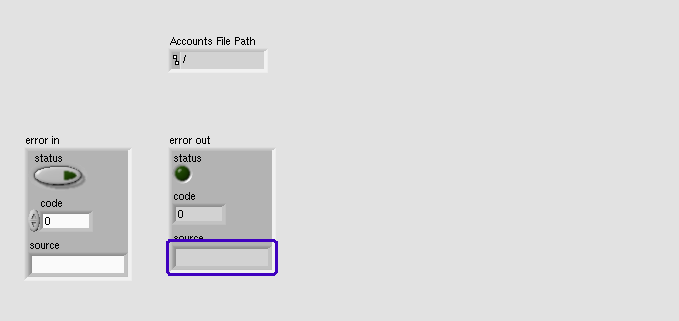 Accounts File Path
/
error in
status
code
0
source
error out
status
code
0
source